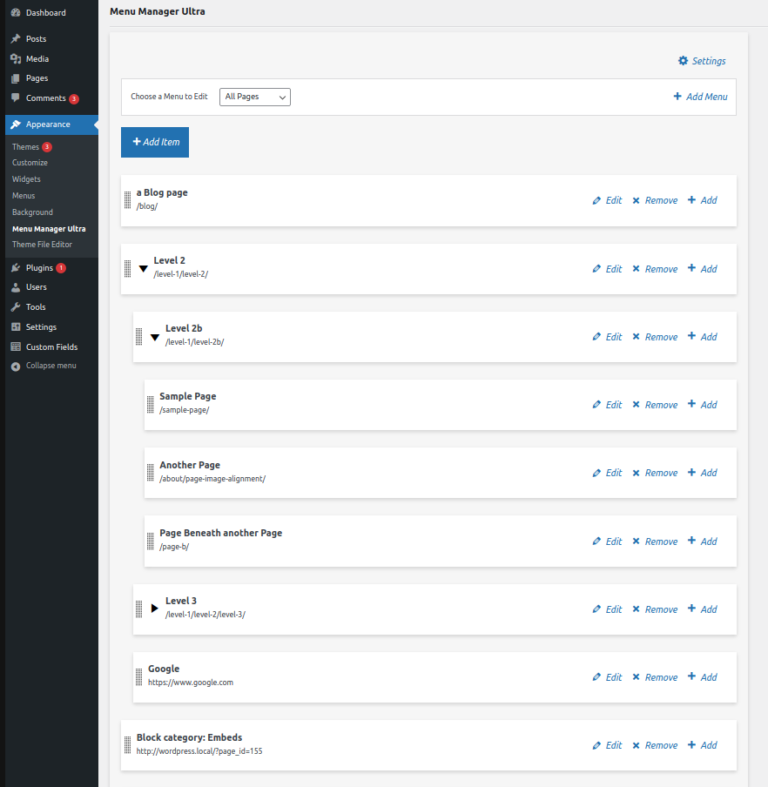 Dashboard
Posts
Media
Pages
Comments 3
Appearance
Themes 3
Customize
Widgets
Menus
Background
Menu Manager Ultra
Theme File Editor
Plugins 1
Users
Tools
Settings
Custom Fields
Collapse menu
Menu Manager Ultra
Settings
Choose a Menu to Edit All Pages + Add Menu
+ Add Item
a Blog page
/blog/
Edit Remove Add
Level 2
/level-1/level-2/
Edit Remove Add
Level 2b
/level-1/level-2b/
Edit Remove Add
Sample Page
/sample-page/
Edit Remove Add
Another Page
/about/page-image-alignment/
Edit Remove Add
Page Beneath another Page
/page-b/
Edit Remove Add
Level 3
/level-1/level-2/level-3/
Edit Remove Add
Google
https://www.google.com
Edit Remove Add
Block category: Embeds
http://wordpress.local/?page_id=155
Edit Remove Add